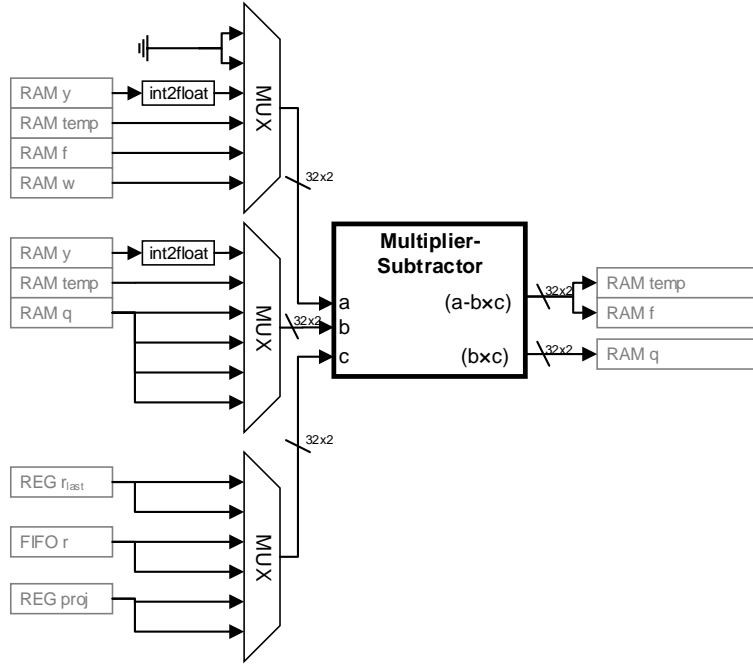 RAM y
int2float
RAM temp
RAM f
RAM w
MUX
32x2
RAM y
int2float
RAM temp
RAM q
MUX
32x2
Multiplier-
Subtractor
a
(a-b×c)
b
c
(b×c)
32x2
RAM temp
RAM f
32x2
RAM q
32x2
REG rlast
FIFO r
MUX
REG proj